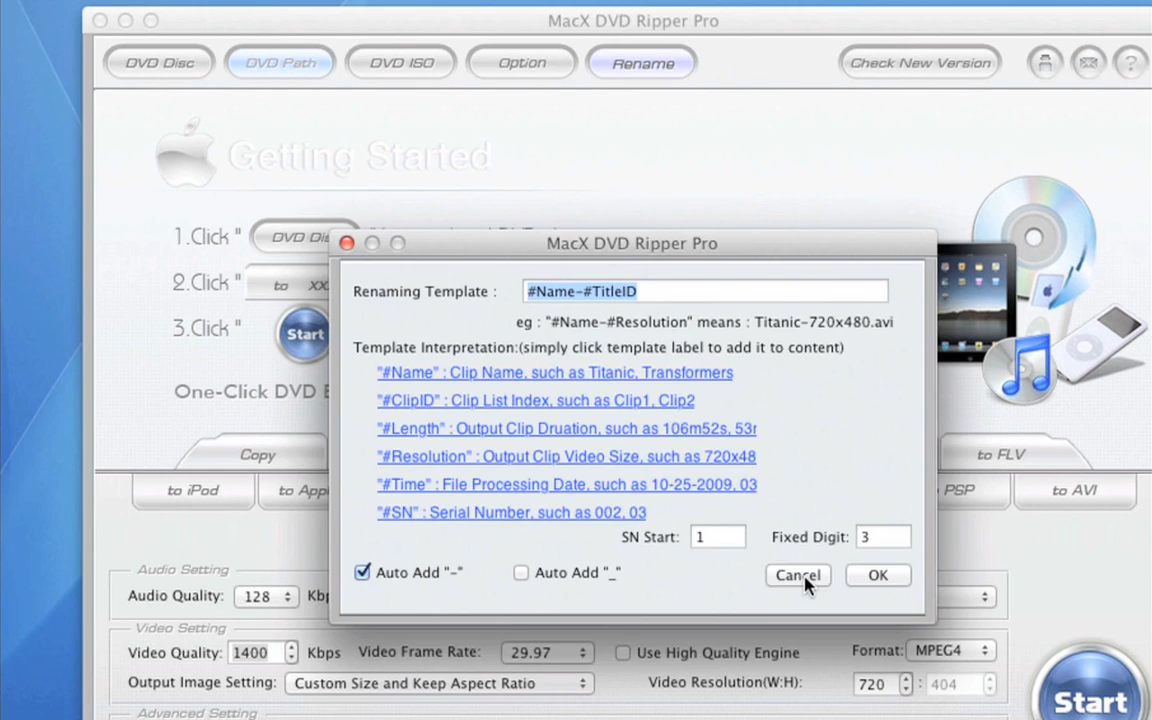 MacX DVD Ripper Pro
DVD Disc DVD Path DVD ISO Option Rename Check New Version ?
Getting Started
1.Click " DVD Dis
2.Click " to XX
3.Click " Start
One-Click DVD
MacX DVD Ripper Pro
Renaming Template : #Name-#TitleID
eg : "#Name-#Resolution" means : Titanic-720x480.avi
Template Interpretation:(simply click template label to add it to content)
"#Name" : Clip Name, such as Titanic, Transformers
"#ClipID" : Clip List Index, such as Clip1, Clip2
"#Length" : Output Clip Druation, such as 106m52s, 53r
"#Resolution" : Output Clip Video Size, such as 720x48
"#Time" : File Processing Date, such as 10-25-2009, 03
"#SN" : Serial Number, such as 002, 03
SN Start: 1 Fixed Digit: 3
Auto Add "-" Auto Add "_" Cancel OK
Copy to FLV
to iPod to Appl PSP to AVI
Audio Setting
Audio Quality: 128 Kbp
Video Setting
Video Quality: 1400 Kbps Video Frame Rate: 29.97 Use High Quality Engine Format: MPEG4
Output Image Setting: Custom Size and Keep Aspect Ratio Video Resolution(W:H): 720 : 404
Start
Advanced Setting